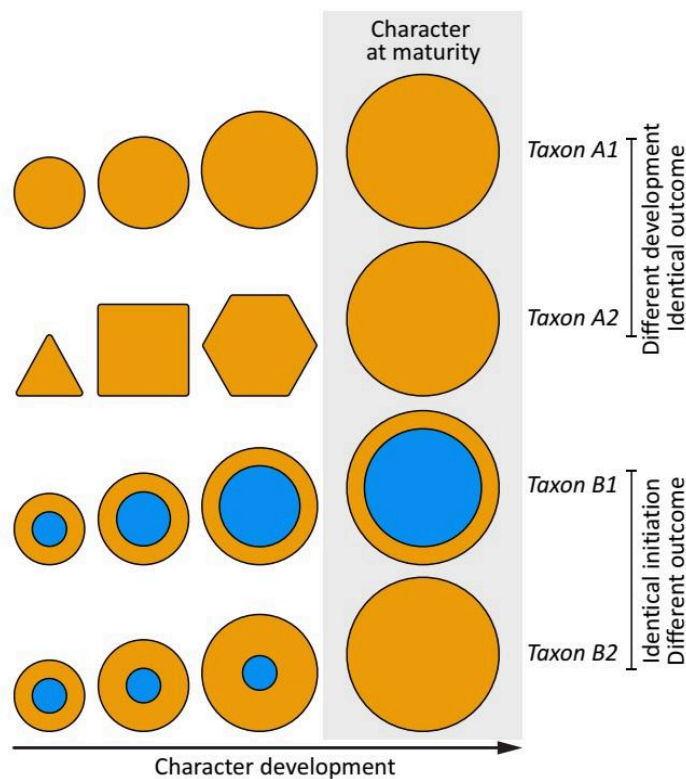 Character
at maturity
Taxon A1
Different development
Identical outcome
Taxon A2
Taxon B1
Identical initiation
Different outcome
Taxon B2
Character development